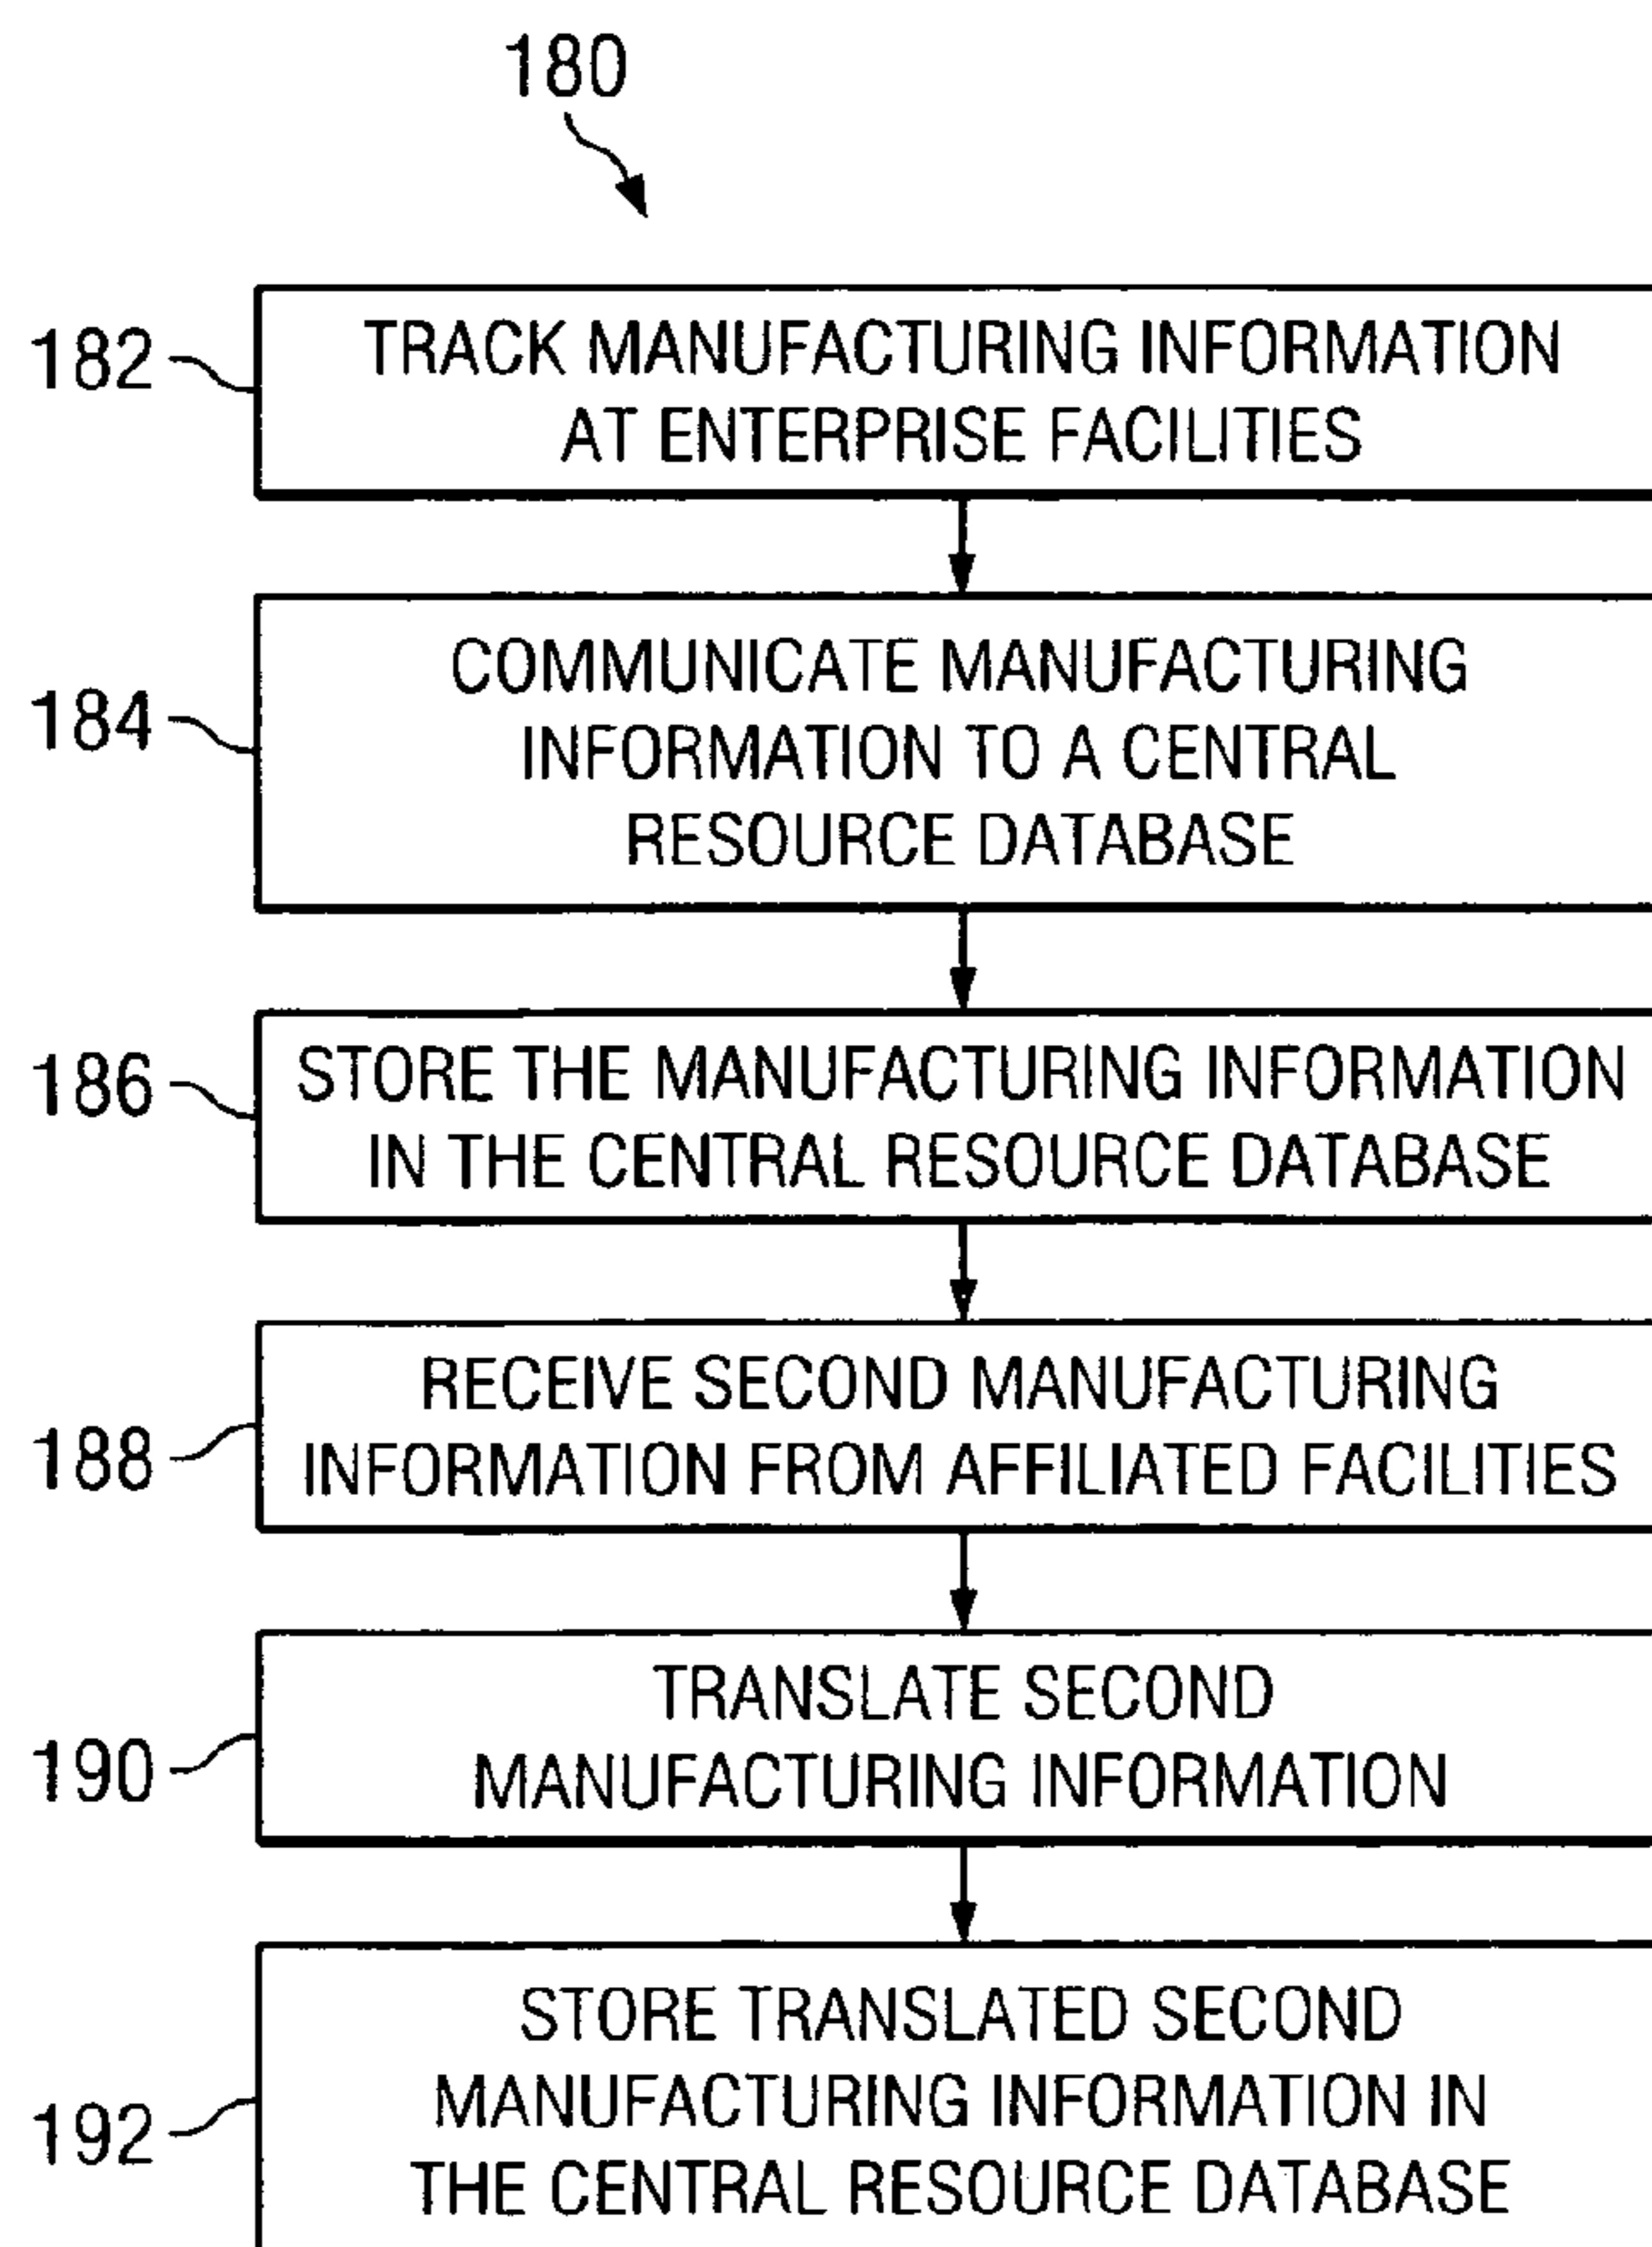 180
182
TRACK MANUFACTURING INFORMATION
AT ENTERPRISE FACILITIES
184
COMMUNICATE MANUFACTURING
INFORMATION TO A CENTRAL
RESOURCE DATABASE
186
STORE THE MANUFACTURING INFORMATION
IN THE CENTRAL RESOURCE DATABASE
188
RECEIVE SECOND MANUFACTURING
INFORMATION FROM AFFILIATED FACILITIES
190
TRANSLATE SECOND
MANUFACTURING INFORMATION
192
STORE TRANSLATED SECOND
MANUFACTURING INFORMATION IN
THE CENTRAL RESOURCE DATABASE